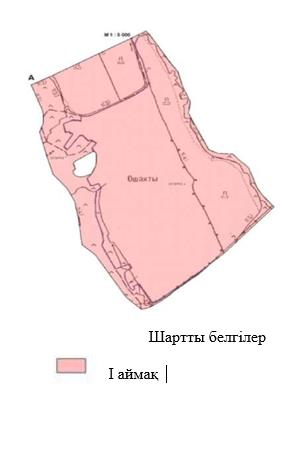 М 1 : 5 000
А
Өшакты
Шартты белгілер
I аймақ